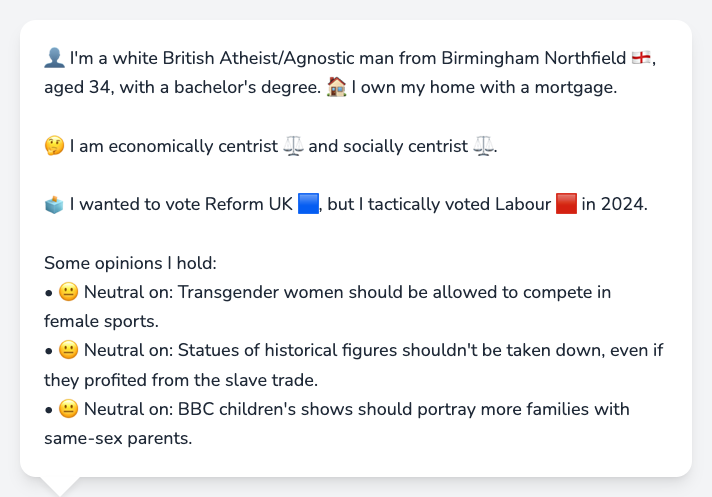 👤 I'm a white British Atheist/Agnostic man from Birmingham Northfield 🏴󠁧󠁢󠁥󠁮󠁧󠁿,
aged 34, with a bachelor's degree. 🏠 I own my home with a mortgage.
🤔 I am economically centrist ⚖️ and socially centrist ⚖️.
🗳️ I wanted to vote Reform UK 🟦, but I tactically voted Labour 🟥 in 2024.
Some opinions I hold:
• 😐 Neutral on: Transgender women should be allowed to compete in
female sports.
• 😐 Neutral on: Statues of historical figures shouldn't be taken down, even if
they profited from the slave trade.
• 😐 Neutral on: BBC children's shows should portray more families with
same-sex parents.